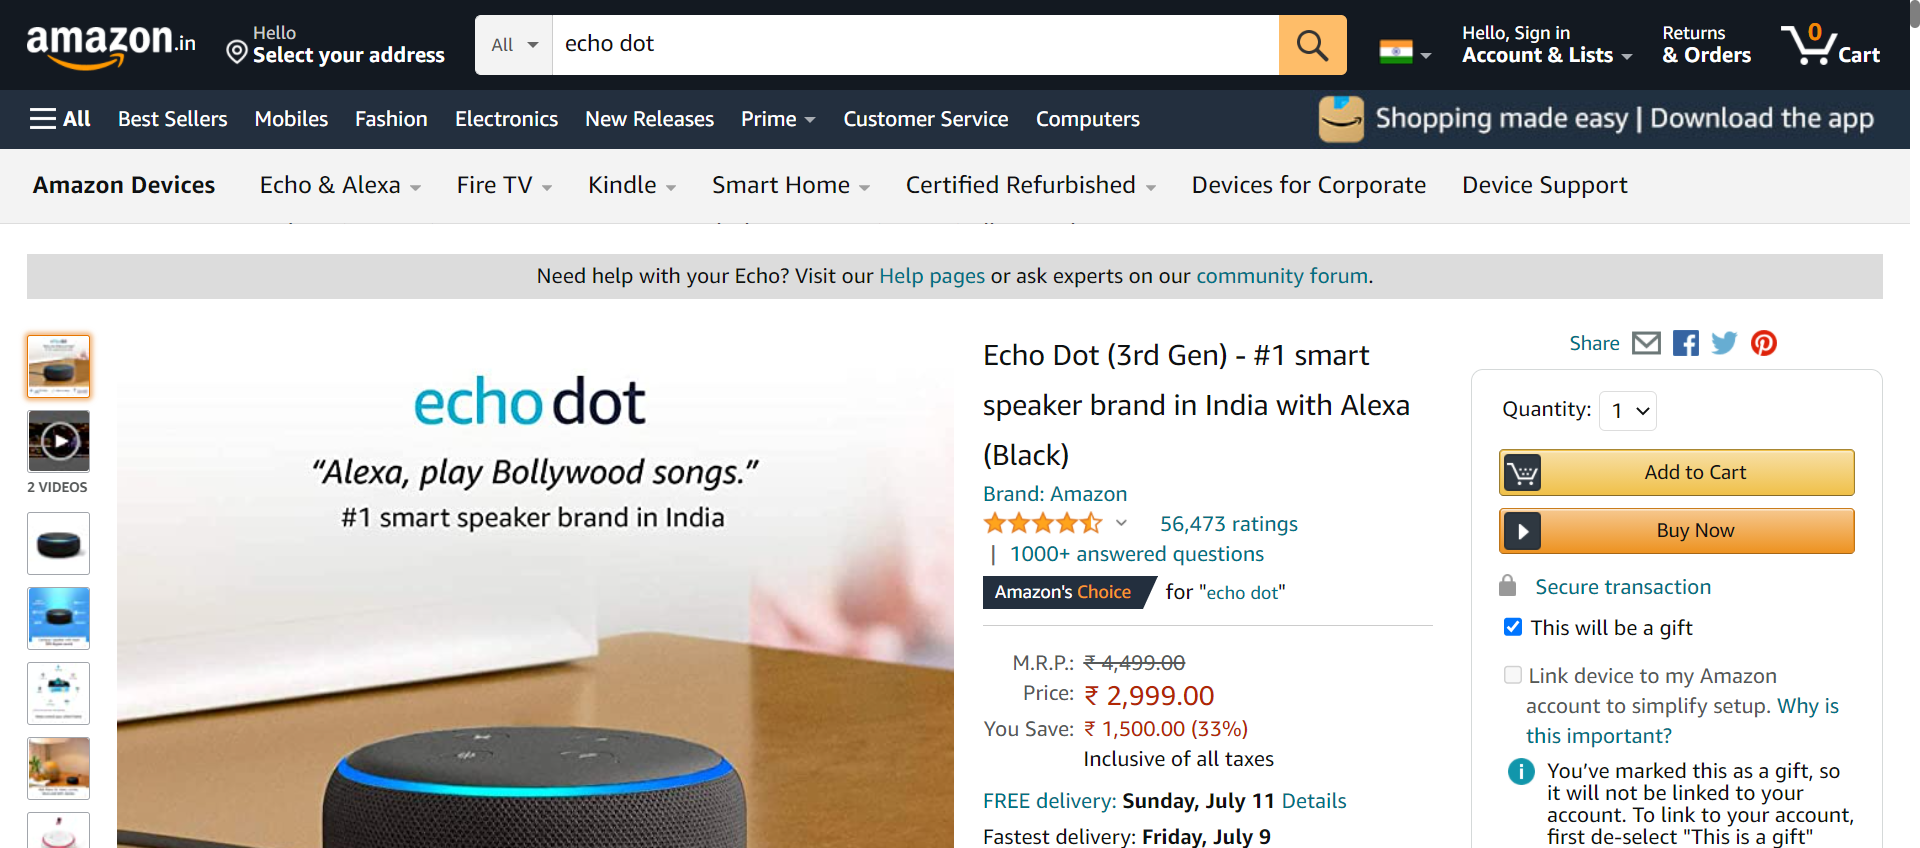 amazon.in
Hello
Select your address
All
echo dot
Hello, Sign in
Account & Lists
Returns
& Orders
0
Cart
All
Best Sellers
Mobiles
Fashion
Electronics
New Releases
Prime
Customer Service
Computers
Shopping made easy | Download the app
Amazon Devices
Echo & Alexa
Fire TV
Kindle
Smart Home
Certified Refurbished
Devices for Corporate
Device Support
Need help with your Echo? Visit our Help pages or ask experts on our community forum.
2 VIDEOS
echo dot
“Alexa, play Bollywood songs.”
#1 smart speaker brand in India
Echo Dot (3rd Gen) - #1 smart
speaker brand in India with Alexa
(Black)
Brand: Amazon
56,473 ratings
| 1000+ answered questions
Amazon's Choice for "echo dot"
M.R.P.: ₹ 4,499.00
Price: ₹ 2,999.00
You Save: ₹ 1,500.00 (33%)
Inclusive of all taxes
FREE delivery: Sunday, July 11 Details
Fastest delivery: Friday, July 9
Share
Quantity: 1
Add to Cart
Buy Now
Secure transaction
This will be a gift
Link device to my Amazon
account to simplify setup. Why is
this important?
You’ve marked this as a gift, so
it will not be linked to your
account. To link to your account,
first de-select "This is a gift"